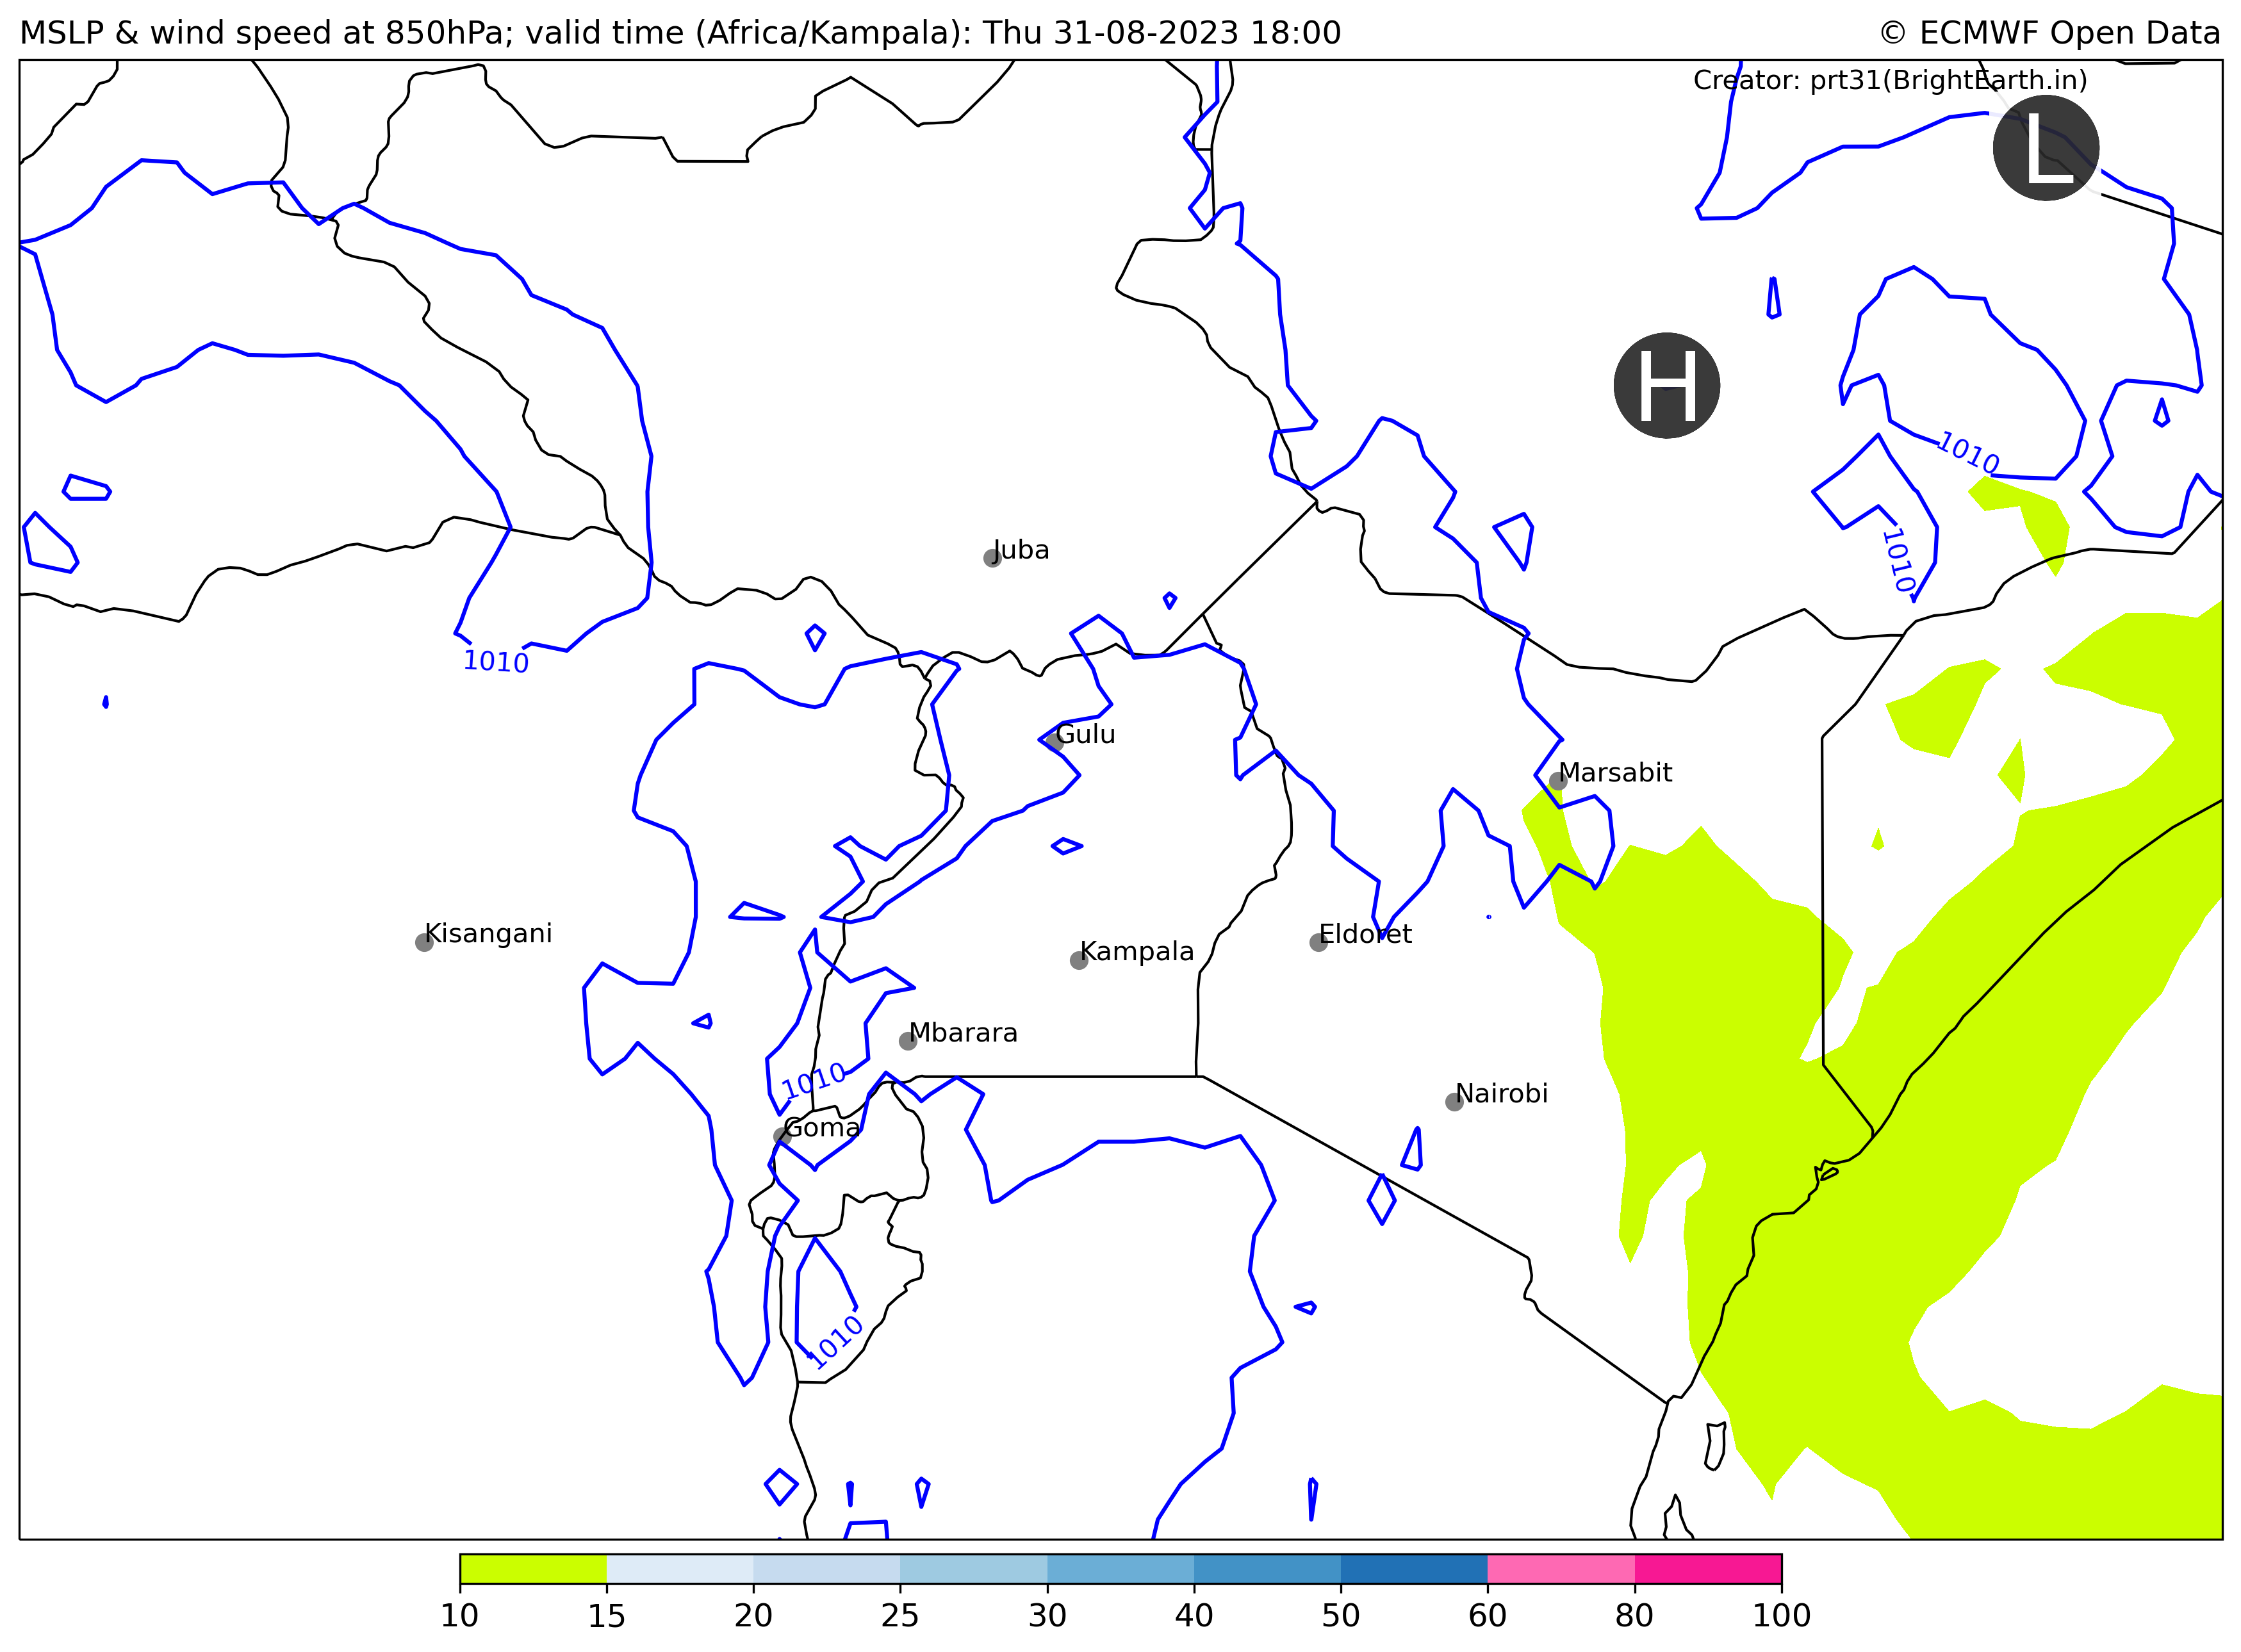 MSLP & wind speed at 850hPa; valid time (Africa/Kampala): Thu 31-08-2023 18:00
© ECMWF Open Data
Creator: prt31(BrightEarth.in)
L
H
1010
1010
Juba
1010
Gulu
Marsabit
Kisangani
Eldoret
Kampala
Mbarara
1010
Nairobi
Goma
1010
10 15 20 25 30 40 50 60 80 100